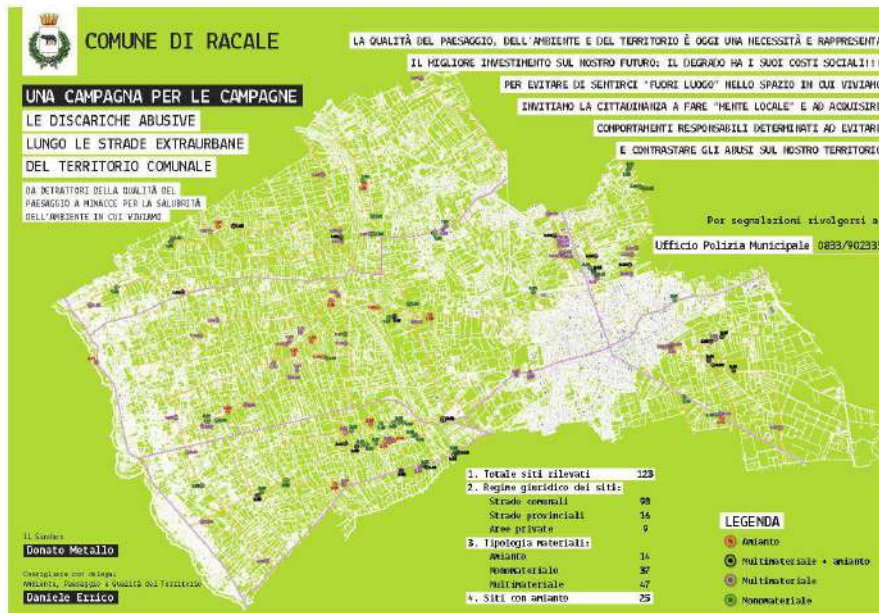 COMUNE DI RACALE
LA QUALITÀ DEL PAESAGGIO, DELL'AMBIENTE E DEL TERRITORIO È OGGI UNA NECESSITÀ E RAPPRESENTA
IL MIGLIORE INVESTIMENTO SUL NOSTRO FUTURO: IL DEGRADO HA I SUOI COSTI SOCIALI!!!
PER EVITARE DI SENTIRCI "FUORI LUOGO" NELLO SPAZIO IN CUI VIVIAMO
INVITIAMO LA CITTADINANZA A FARE "MENTE LOCALE" E AD ACQUISIRE
COMPORTAMENTI RESPONSABILI DETERMINATI AD EVITARE
E CONTRASTARE GLI ABUSI SUL NOSTRO TERRITORIO
UNA CAMPAGNA PER LE CAMPAGNE
LE DISCARICHE ABUSIVE
LUNGO LE STRADE EXTRAURBANE
DEL TERRITORIO COMUNALE
DA DETRATTORI DELLA QUALITÀ DEL
PAESAGGIO A MINACCE PER LA SALUBRITÀ
DELL'AMBIENTE IN CUI VIVIAMO
Per segnalazioni rivolgersi a
Ufficio Polizia Municipale 0833/902335
1. Totale siti rilevati 123
2. Regime giuridico dei siti:
Strade comunali 98
Strade provinciali 16
Aree private 9
3. Tipologia materiali:
Amianto 14
Monomateriale 37
Multimateriale 47
4. Siti con amianto 25
LEGENDA
Amianto
Multimateriale + amianto
Multimateriale
Monomateriale
Il Sindaco
Donato Metallo
Consigliere con delega:
Ambiente, Paesaggio e Qualità del Territorio
Daniele Errico